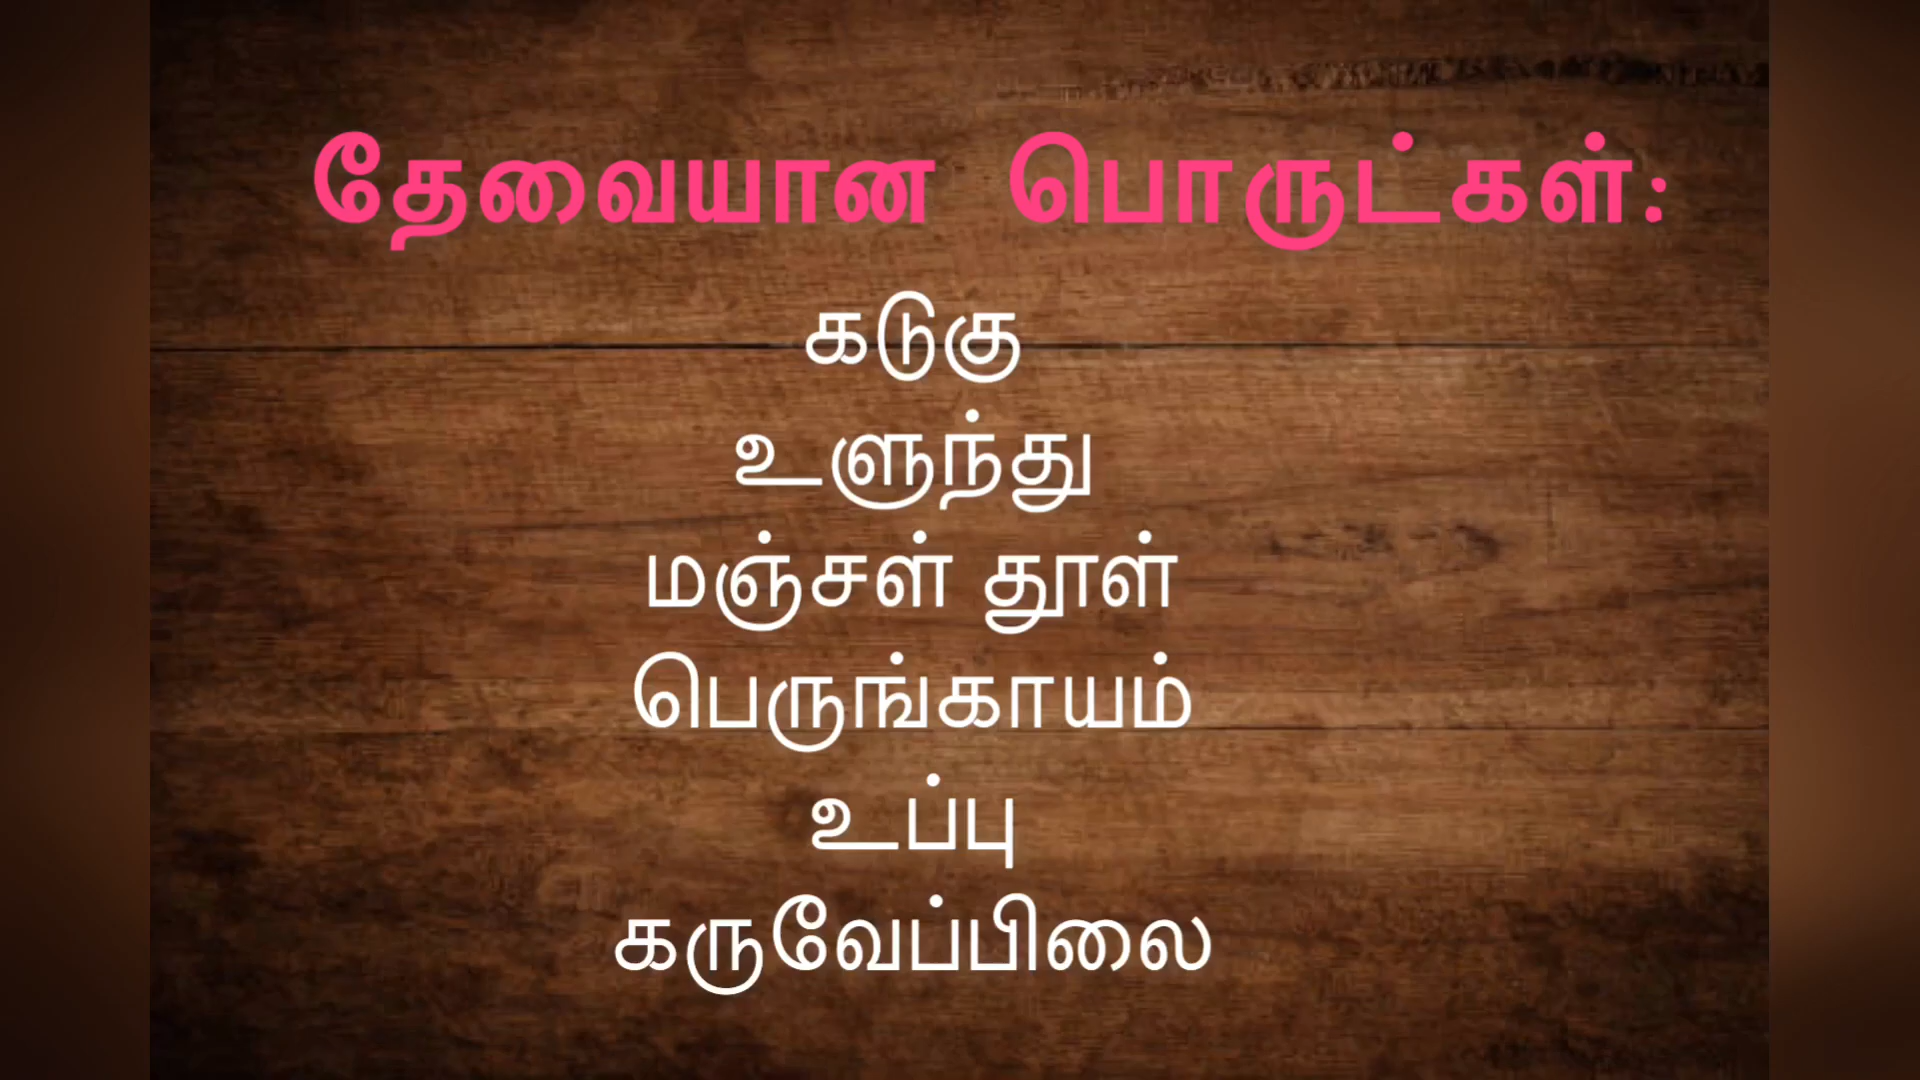 தேவையான பொருட்கள்:
கடுகு
உளுந்து
மஞ்சள் தூள்
பெருங்காயம்
உப்பு
கருவேப்பிலை